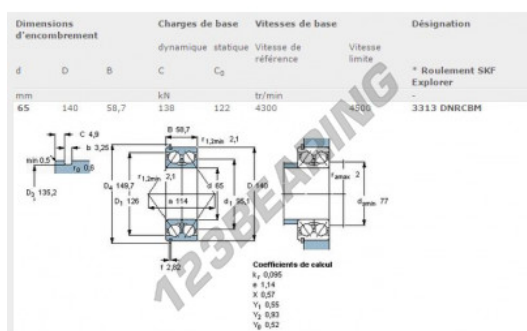 Dimensions d'encombrement
Charges de base
Vitesses de base
Désignation
dynamique statique Vitesse de référence Vitesse limite
d D B C C₀ * Roulement SKF Explorer
mm kN tr/min -
65 140 58,7 138 122 4300 4500 3313 DNRCBM
C 4,9
b 3,25
min 0,5
r₀ 0,6
D₃ 135,2
B 58,7
r₁,₂min 2,1
r₁,₂min 2,1
D₄ 149,7
D₁ 126
a 114
d 65
D 140
f 2,82
rₐmax 2
dₐmin 77
Coefficients de calcul
kᵣ 0,095
e 1,14
X 0,57
Y₁ 0,55
Y₂ 0,93
Y₀ 0,52
123BEARING